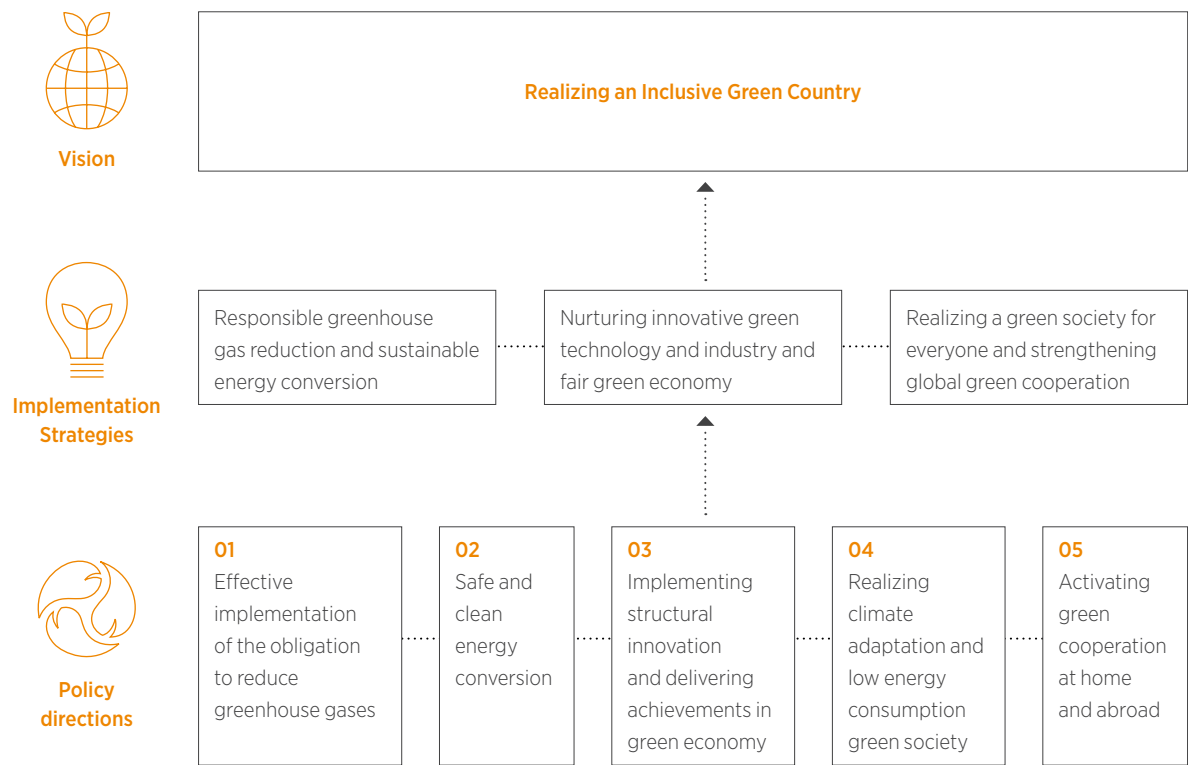 Vision
Realizing an Inclusive Green Country
Implementation
Strategies
Responsible greenhouse
gas reduction and sustainable
energy conversion
Nurturing innovative green
technology and industry and
fair green economy
Realizing a green society for
everyone and strengthening
global green cooperation
Policy
directions
01
Effective
implementation
of the obligation
to reduce
greenhouse gases
02
Safe and
clean
energy
conversion
03
Implementing
structural
innovation
and delivering
achievements in
green economy
04
Realizing
climate
adaptation and
low energy
consumption
green society
05
Activating
green
cooperation
at home
and abroad